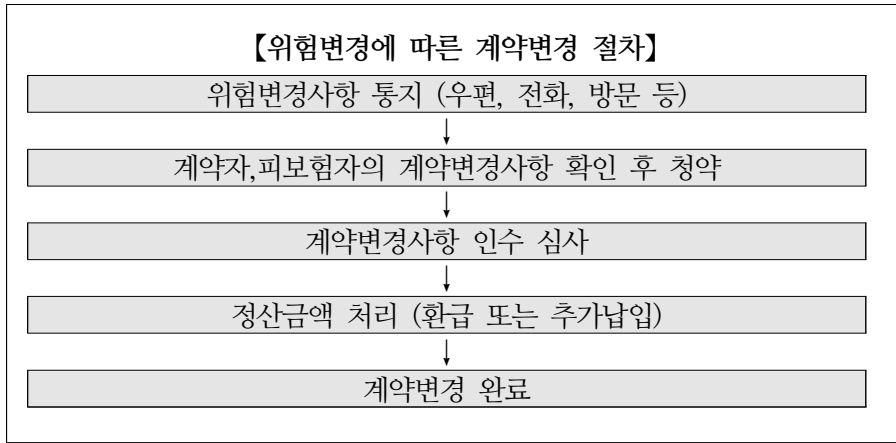 【위험변경에 따른 계약변경 절차】
위험변경사항 통지 (우편, 전화, 방문 등)
계약자,피보험자의 계약변경사항 확인 후 청약
계약변경사항 인수 심사
정산금액 처리 (환급 또는 추가납입)
계약변경 완료